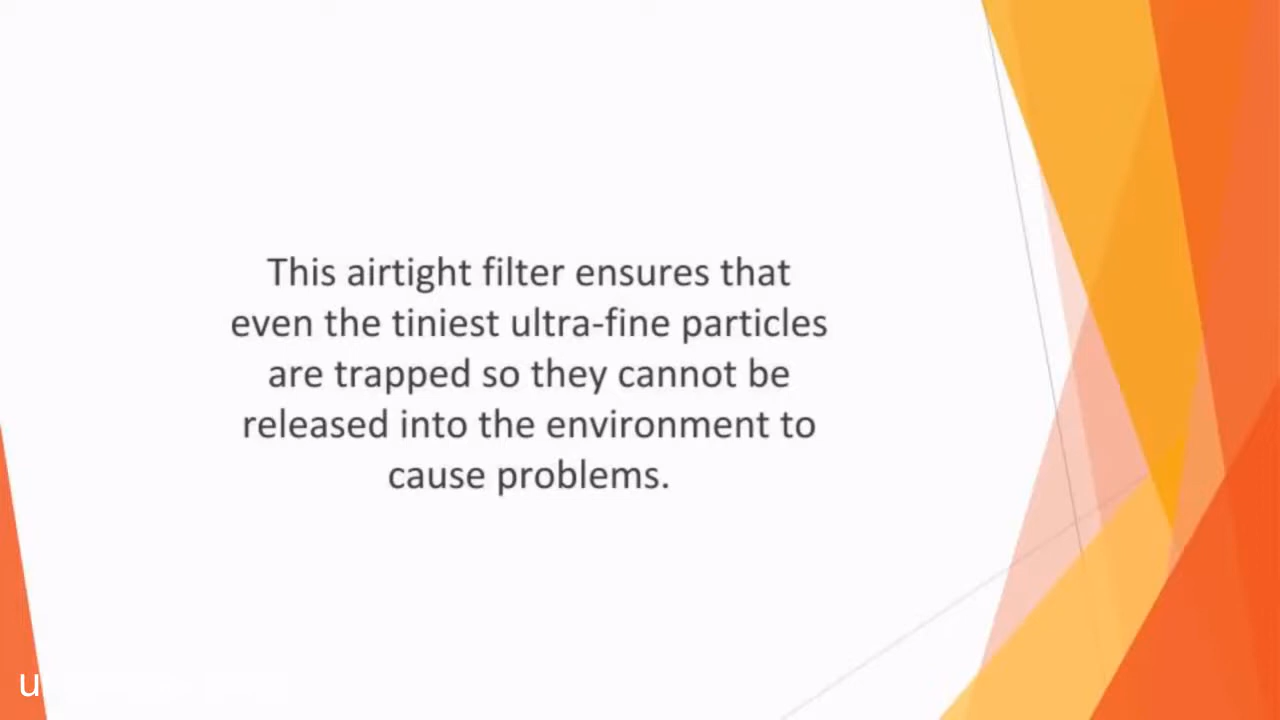 This airtight filter ensures that
even the tiniest ultra-fine particles
are trapped so they cannot be
released into the environment to
cause problems.